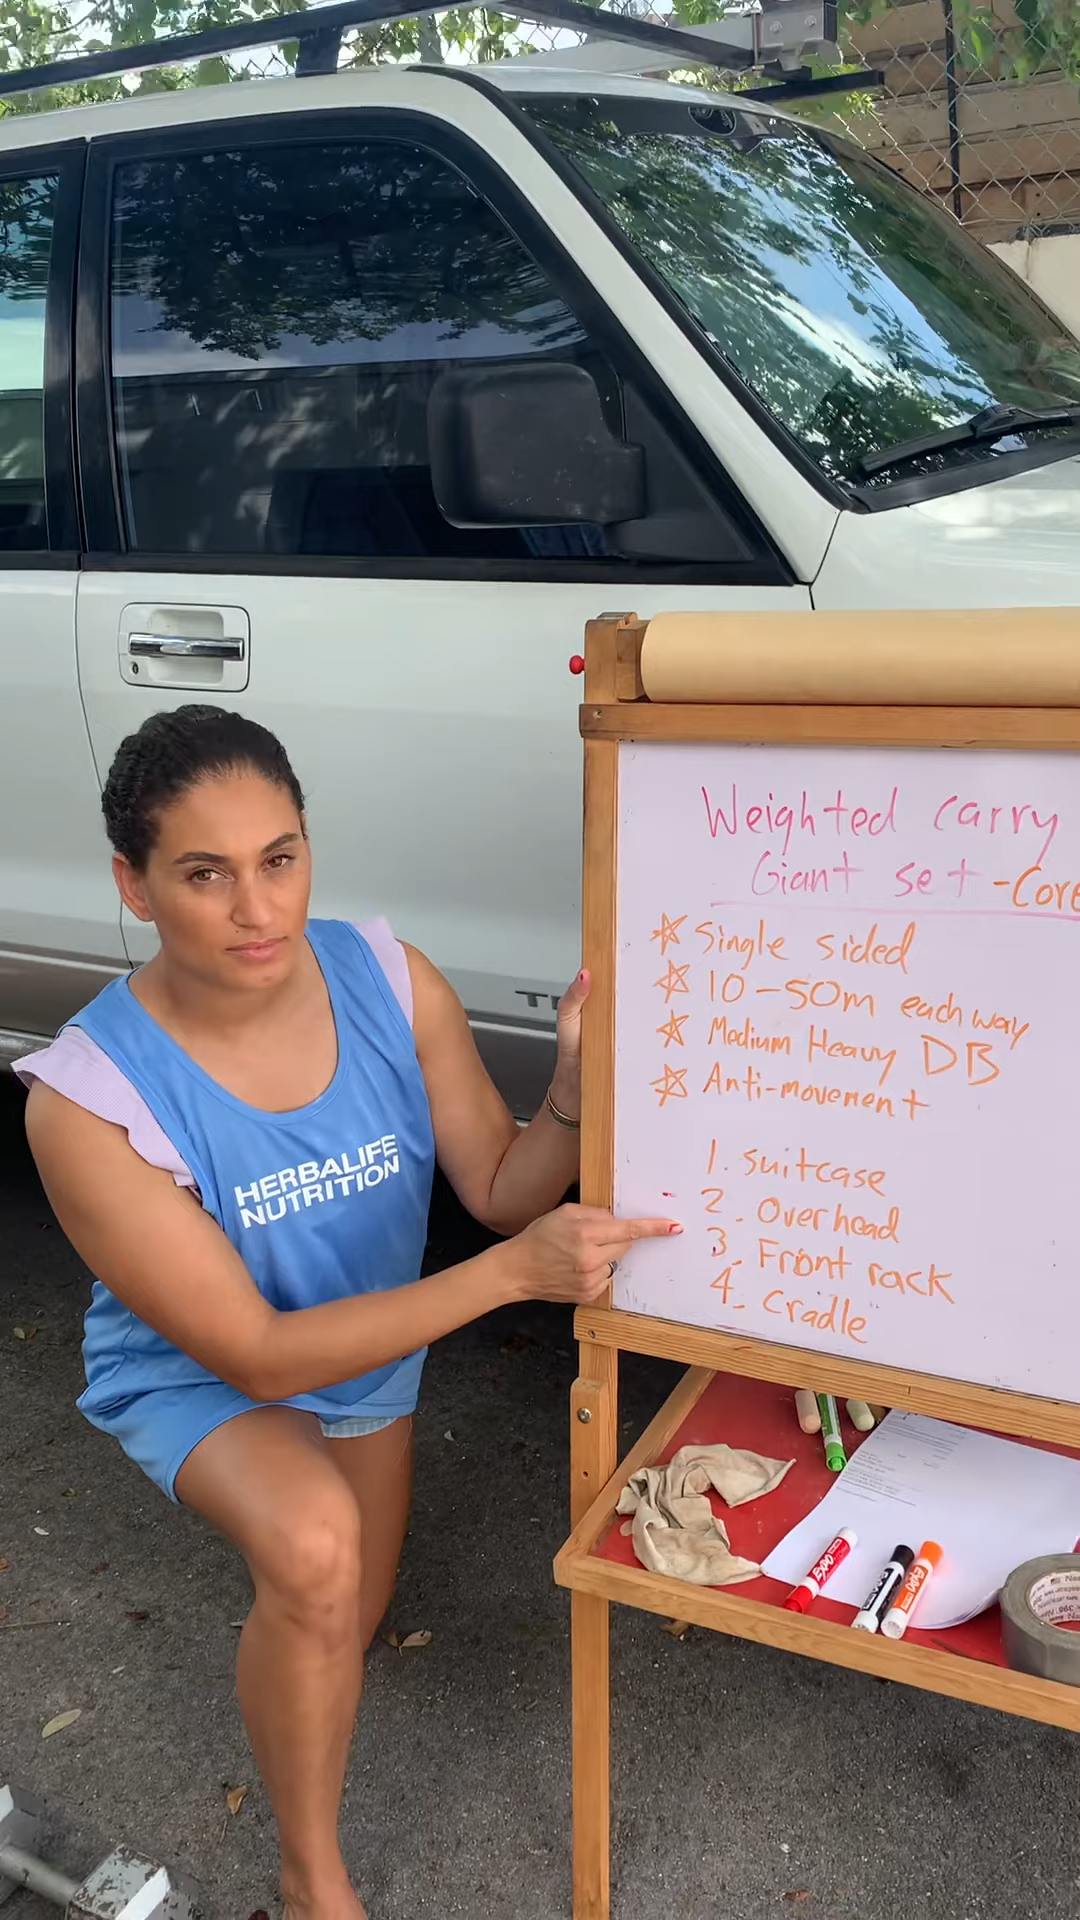 Weighted carry
Giant set - Core
☆ Single sided
☆ 10-50m each way
☆ Medium Heavy DB
☆ Anti-movement
1. suitcase
2. Overhead
3. Front rack
4. Cradle
HERBALIFE
NUTRITION
EXPO
EXPO